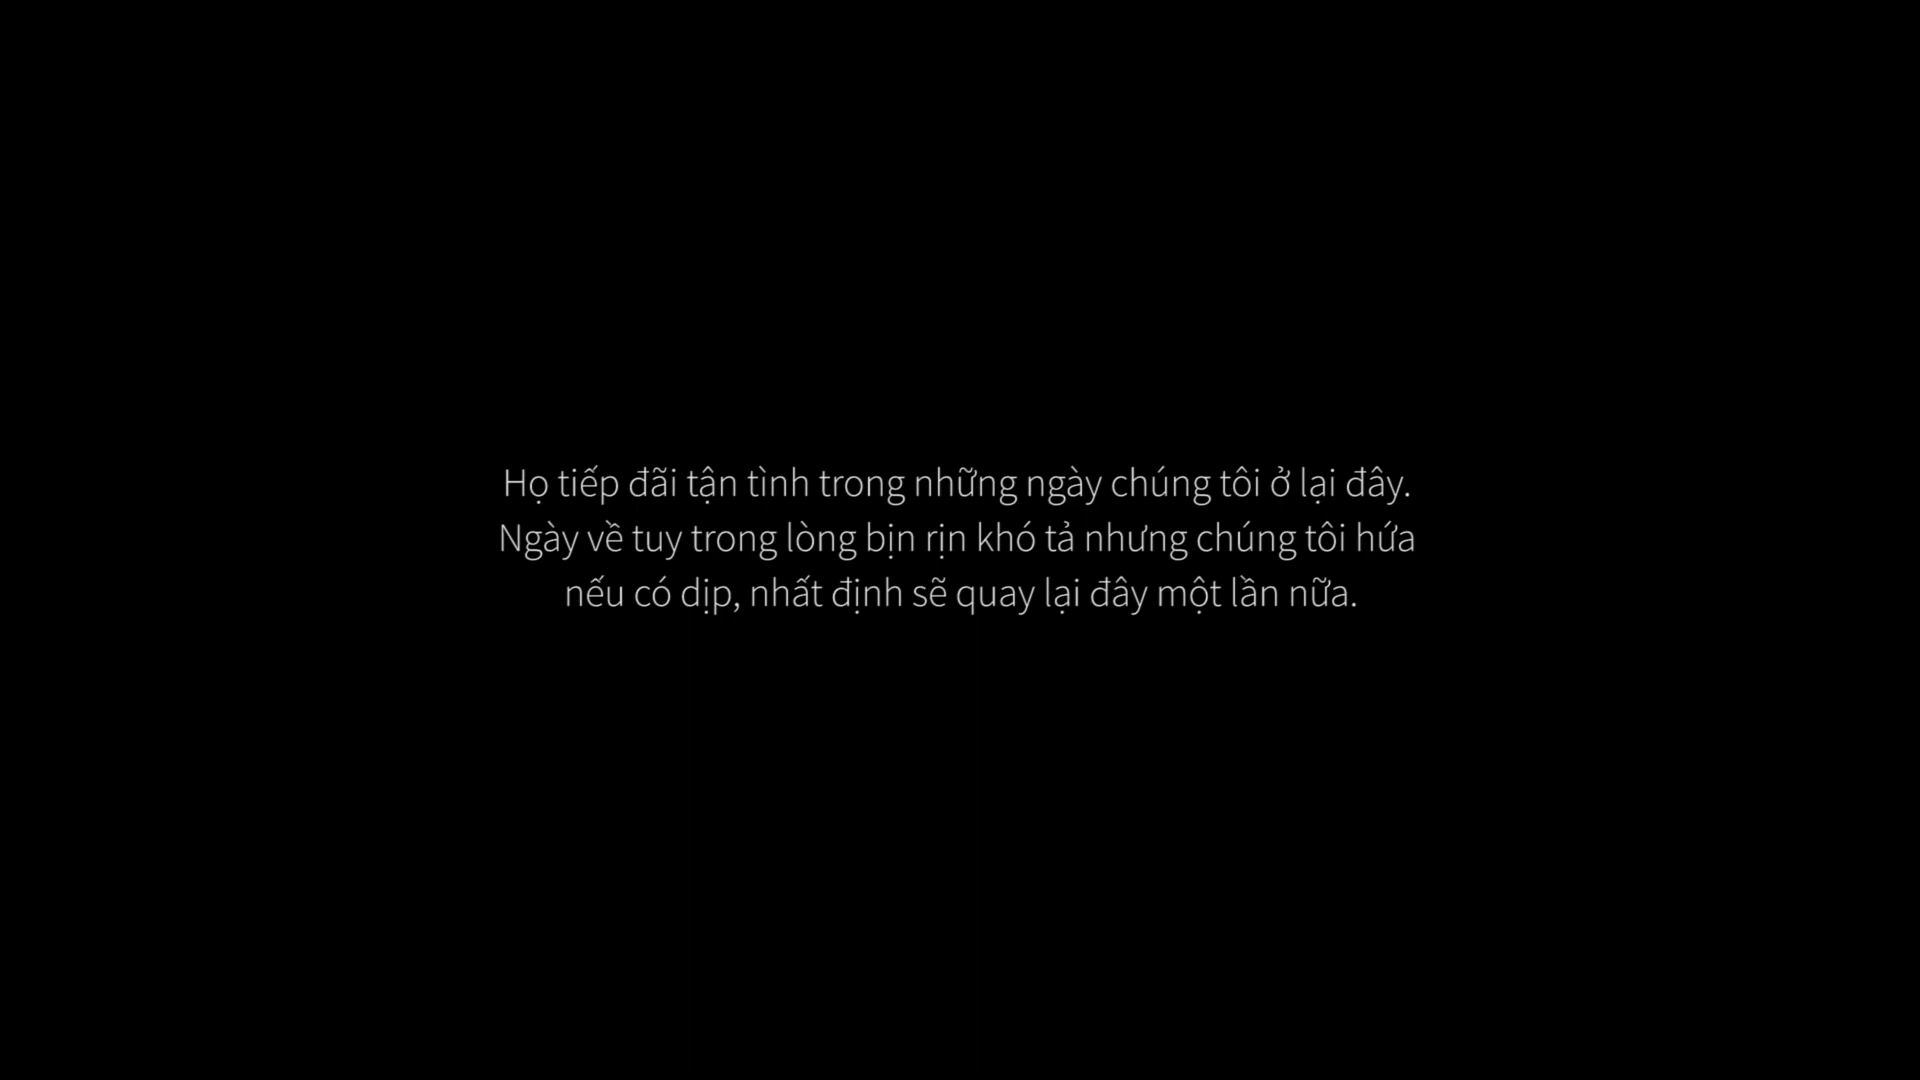 Họ tiếp đãi tận tình trong những ngày chúng tôi ở lại đây.
Ngày về tuy trong lòng bịn rịn khó tả nhưng chúng tôi hứa
nếu có dịp, nhất định sẽ quay lại đây một lần nữa.